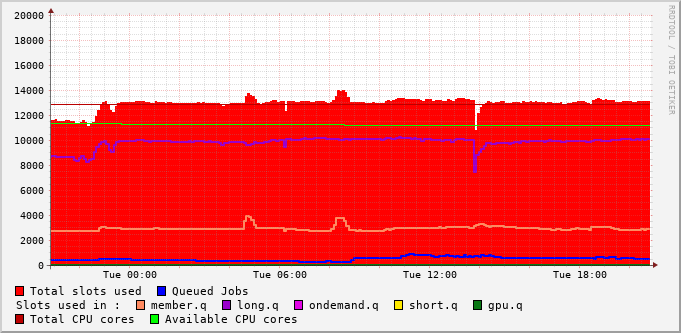 20000
18000
16000
14000
12000
10000
8000
6000
4000
2000
0
Tue 00:00 Tue 06:00 Tue 12:00 Tue 18:00
RRDTOOL / TOBI OETIKER
Total slots used Queued Jobs
Slots used in : member.q long.q ondemand.q short.q gpu.q
Total CPU cores Available CPU cores